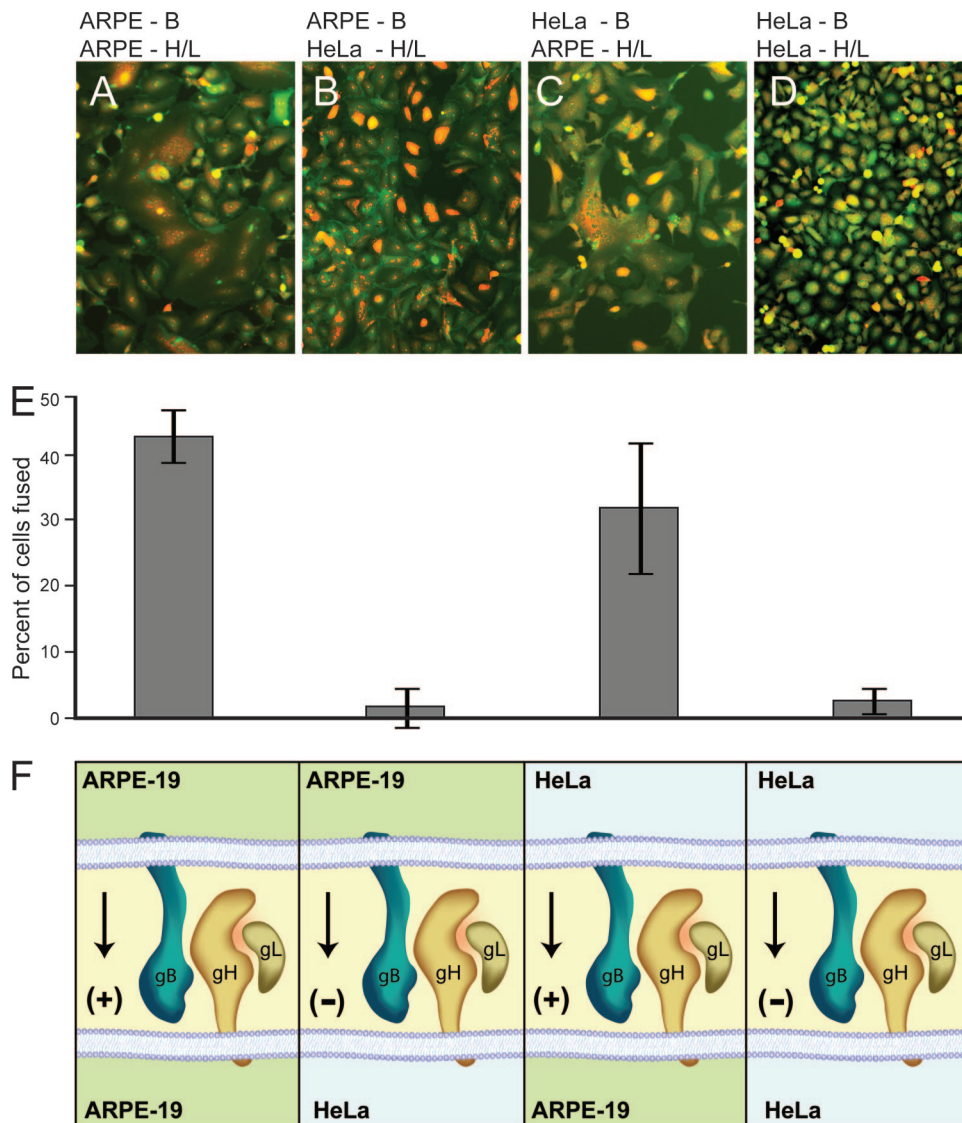 ARPE - B
ARPE - H/L
ARPE - B
HeLa - H/L
HeLa - B
ARPE - H/L
HeLa - B
HeLa - H/L
A
B
C
D
E
Percent of cells fused
50
40
30
20
10
0
F
ARPE-19
ARPE-19
HeLa
HeLa
gB
gH
gL
(+)
gB
gH
gL
(-)
gB
gH
gL
(+)
gB
gH
gL
(-)
ARPE-19
HeLa
ARPE-19
HeLa